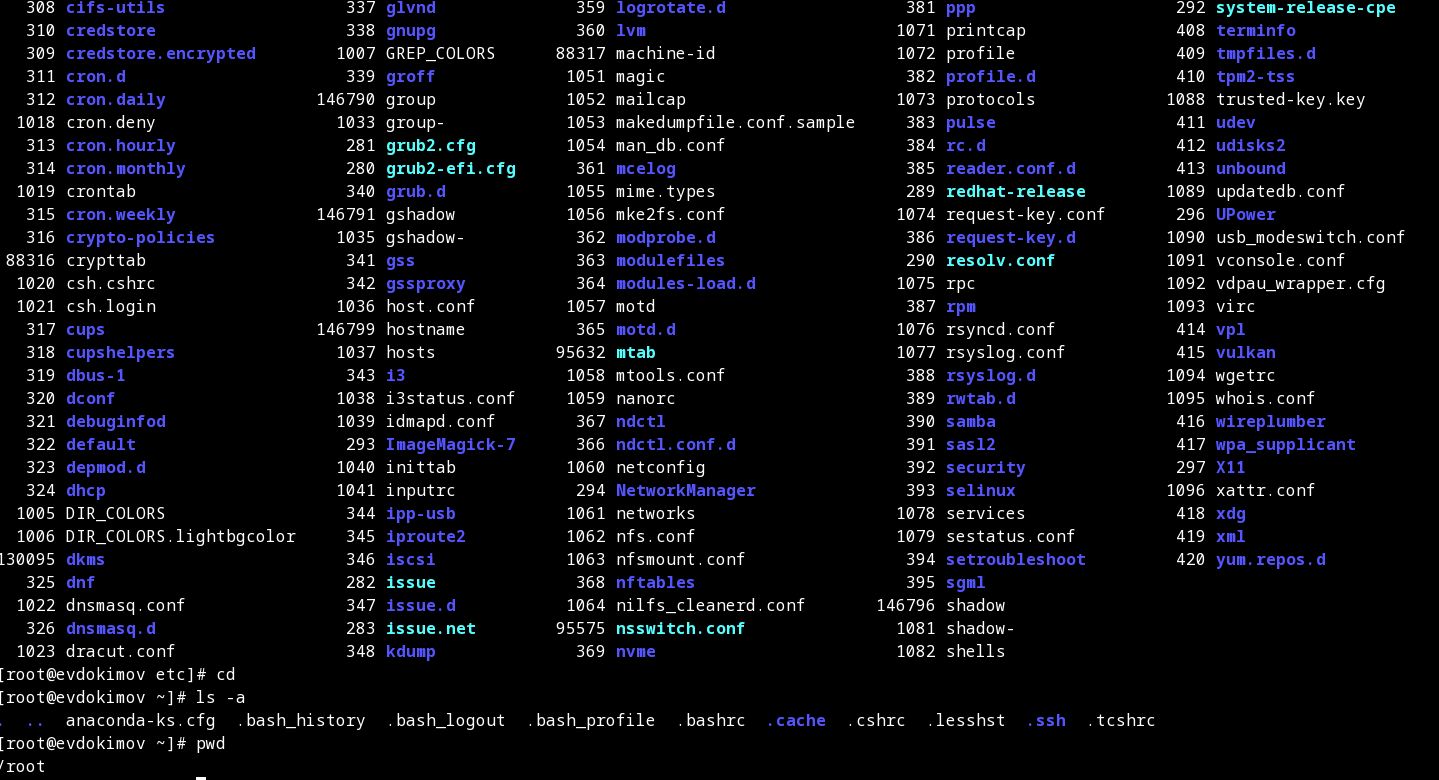 308 cifs-utils 337 glvnd 359 logrotate.d 381 ppp 292 system-release-cpe
310 credstore 338 gnupg 360 lvm 1071 printcap 408 terminfo
309 credstore.encrypted 1007 GREP_COLORS 88317 machine-id 1072 profile 409 tmpfiles.d
311 cron.d 339 groff 1051 magic 382 profile.d 410 tpm2-tss
312 cron.daily 146790 group 1052 mailcap 1073 protocols 1088 trusted-key.key
1018 cron.deny 1033 group- 1053 makedumpfile.conf.sample 383 pulse 411 udev
313 cron.hourly 281 grub2.cfg 1054 man_db.conf 384 rc.d 412 udisks2
314 cron.monthly 280 grub2-efi.cfg 361 mcelog 385 reader.conf.d 413 unbound
1019 crontab 340 grub.d 1055 mime.types 289 redhat-release 1089 updatedb.conf
315 cron.weekly 146791 gshadow 1056 mke2fs.conf 1074 request-key.conf 296 UPower
316 crypto-policies 1035 gshadow- 362 modprobe.d 386 request-key.d 1090 usb_modeswitch.conf
88316 crypttab 341 gss 363 modulefiles 290 resolv.conf 1091 vconsole.conf
1020 csh.cshrc 342 gssproxy 364 modules-load.d 1075 rpc 1092 vdpau_wrapper.cfg
1021 csh.login 1036 host.conf 1057 motd 387 rpm 1093 virc
317 cups 146799 hostname 365 motd.d 1076 rsyncd.conf 414 vpl
318 cupshelpers 1037 hosts 95632 mtab 1077 rsyslog.conf 415 vulkan
319 dbus-1 343 i3 1058 mtools.conf 388 rsyslog.d 1094 wgetrc
320 dconf 1038 i3status.conf 1059 nanorc 389 rwtab.d 1095 whois.conf
321 debuginfod 1039 idmapd.conf 367 ndctl 390 samba 416 wireplumber
322 default 293 ImageMagick-7 366 ndctl.conf.d 391 sasl2 417 wpa_supplicant
323 depmod.d 1040 inittab 1060 netconfig 392 security 297 X11
324 dhcp 1041 inputrc 294 NetworkManager 393 selinux 1096 xattr.conf
1005 DIR_COLORS 344 ipp-usb 1061 networks 1078 services 418 xdg
1006 DIR_COLORS.lightbgcolor 345 iproute2 1062 nfs.conf 1079 sestatus.conf 419 xml
130095 dkms 346 iscsi 1063 nfsmount.conf 394 setroubleshoot 420 yum.repos.d
325 dnf 282 issue 368 nftables 395 sgml
1022 dnsmasq.conf 347 issue.d 1064 nilfs_cleanerd.conf 146796 shadow
326 dnsmasq.d 283 issue.net 95575 nsswitch.conf 1081 shadow-
1023 dracut.conf 348 kdump 369 nvme 1082 shells
[root@evdokimov etc]# cd
[root@evdokimov ~]# ls -a
. .. anaconda-ks.cfg .bash_history .bash_logout .bash_profile .bashrc .cache .cshrc .lesshst .ssh .tcshrc
[root@evdokimov ~]# pwd
/root